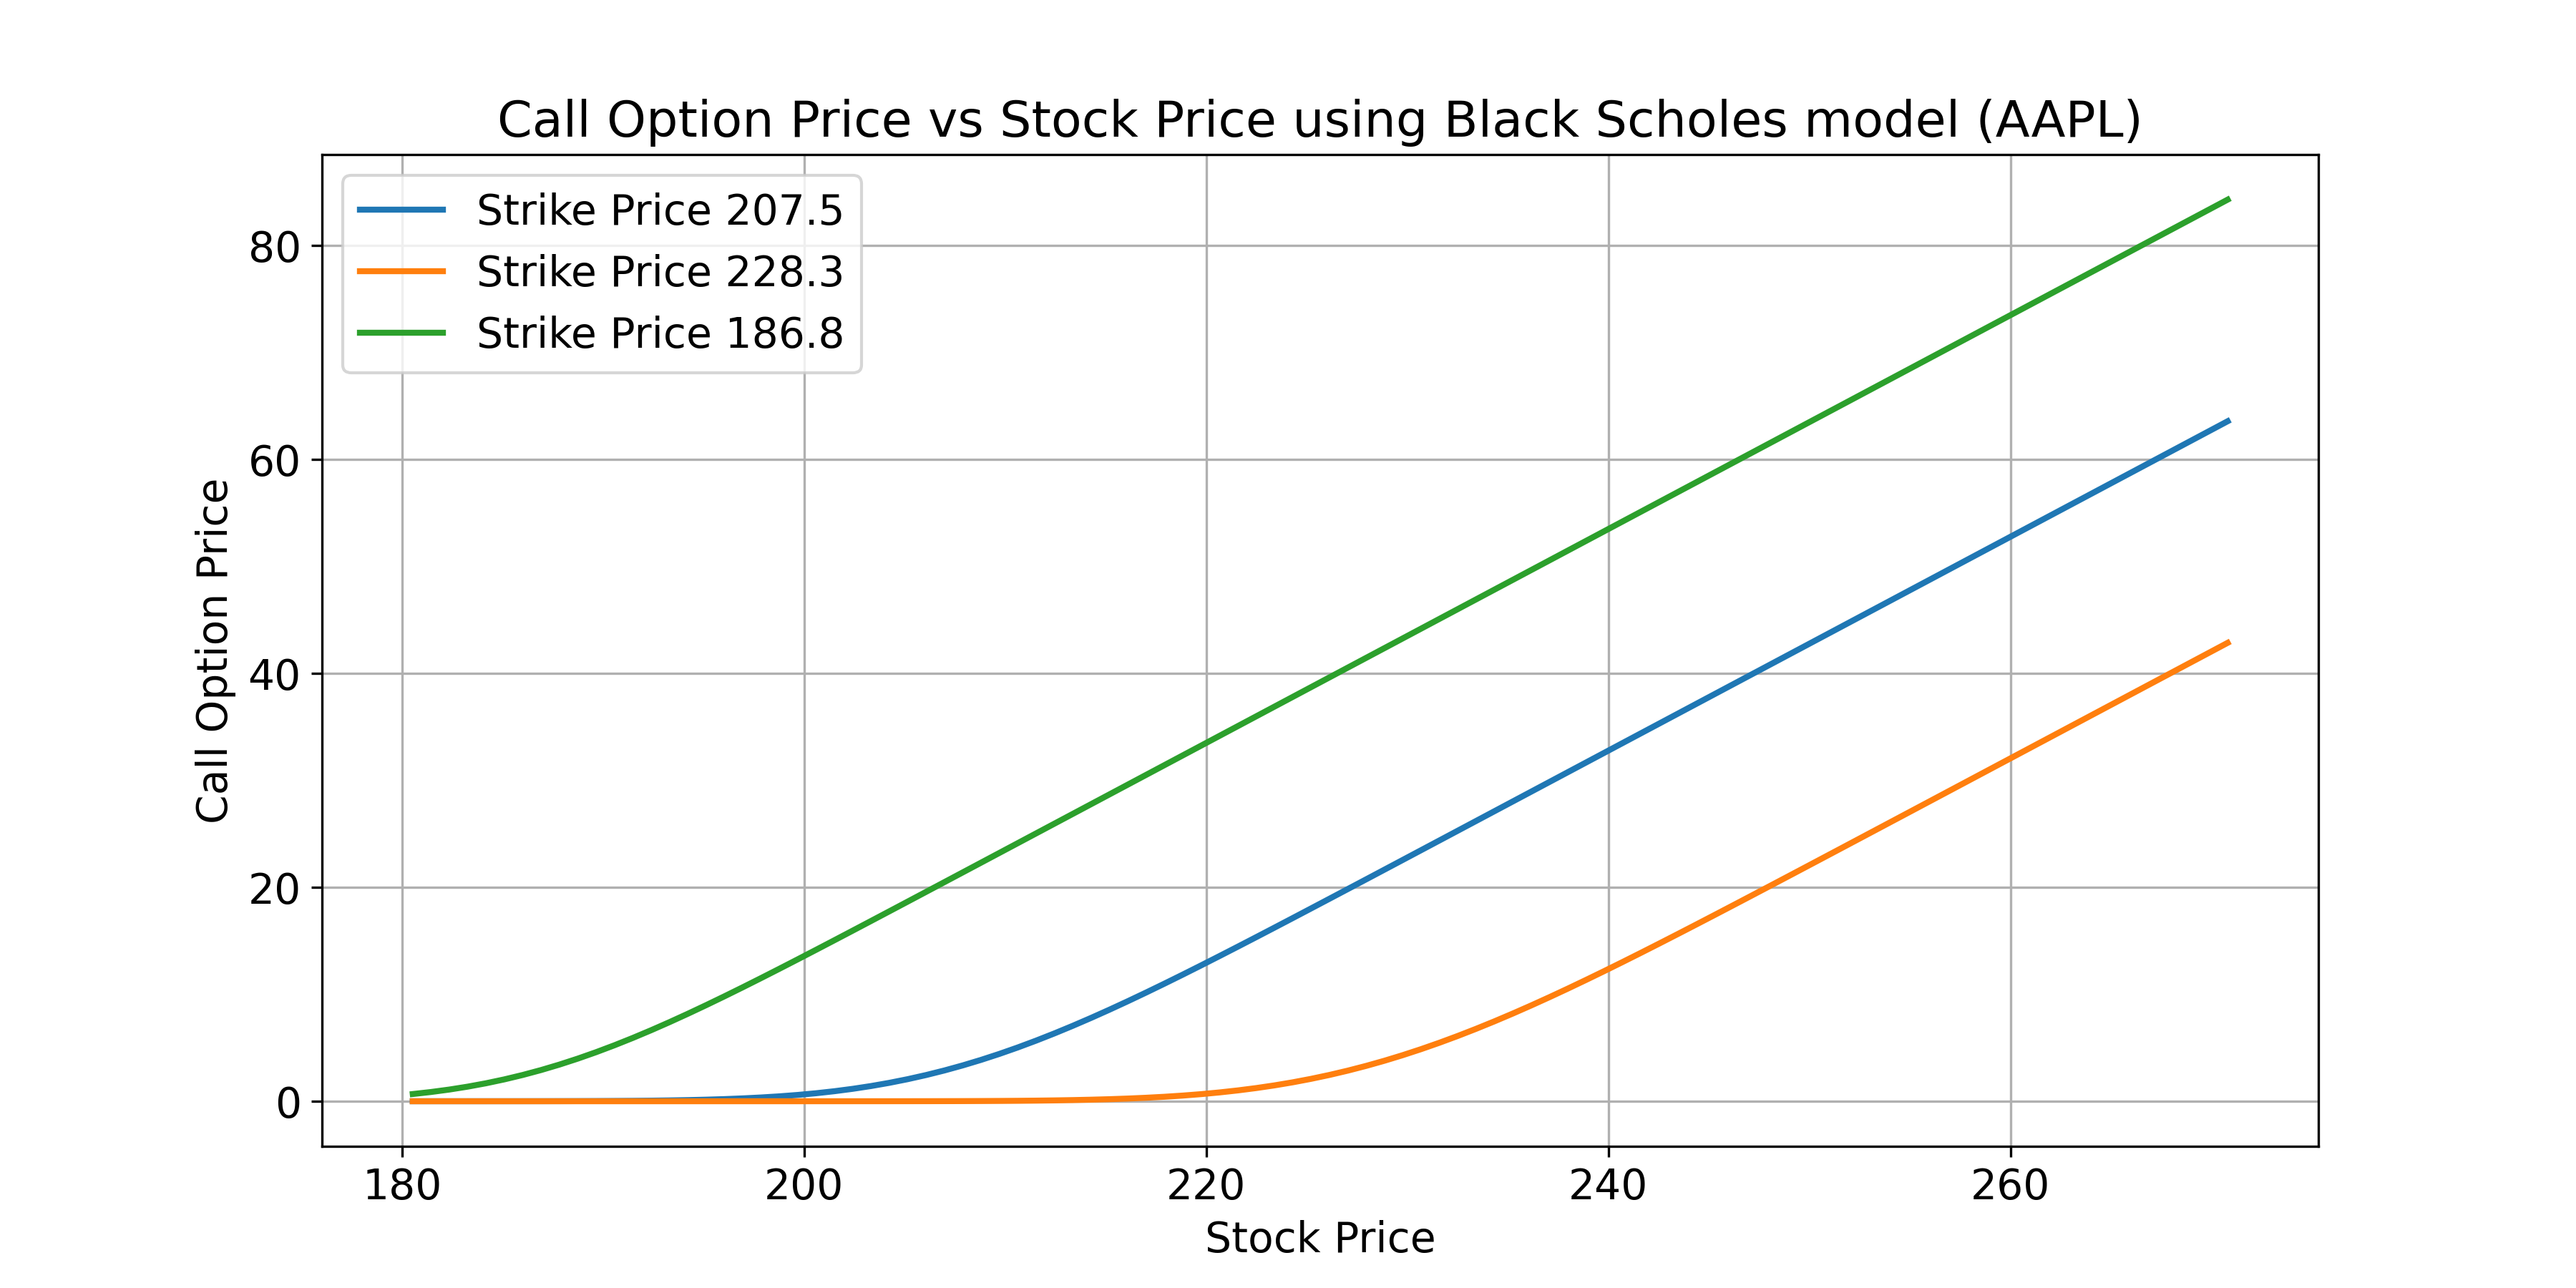 Call Option Price vs Stock Price using Black Scholes model (AAPL)
Strike Price 207.5
Strike Price 228.3
Strike Price 186.8
Call Option Price
80
60
40
20
0
180 200 220 240 260
Stock Price